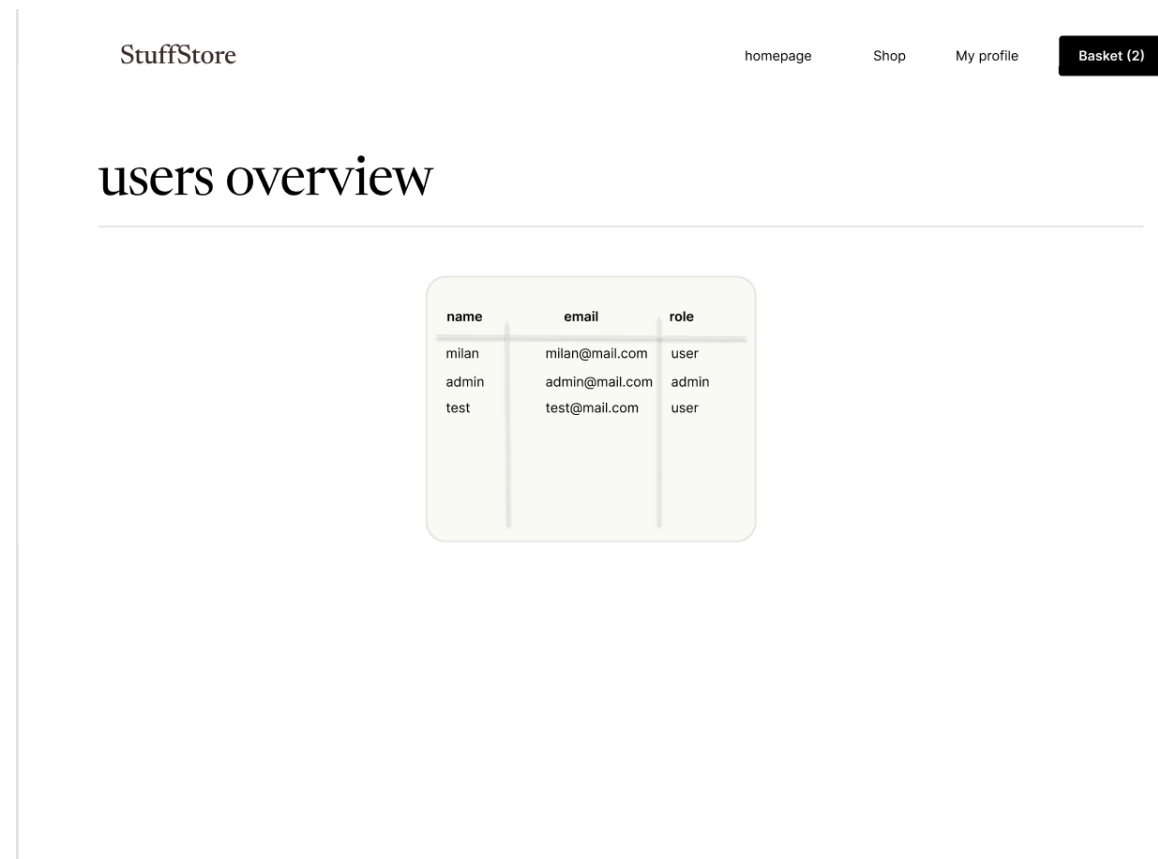 StuffStore homepage Shop My profile Basket (2)
users overview
name email role
milan milan@mail.com user
admin admin@mail.com admin
test test@mail.com user